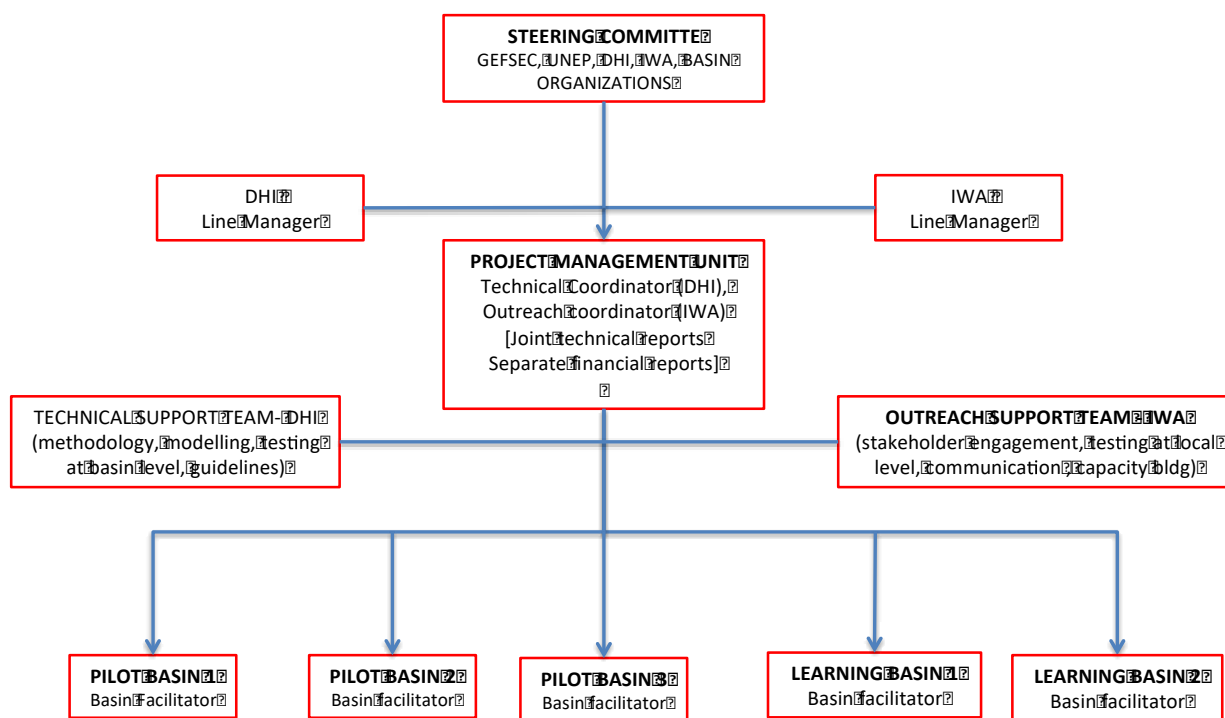 STEERING COMMITTE
GEFSEC, UNEP, DHI, IWA, BASIN
ORGANIZATIONS
DHI
Line Manager
IWA
Line Manager
PROJECT MANAGEMENT UNIT
Technical Coordinator (DHI),
Outreach coordinator (IWA)
[Joint technical reports
Separate financial reports]
TECHNICAL SUPPORT TEAM- DHI
(methodology, modelling, testing
at basin level, guidelines)
OUTREACH SUPPORT TEAM - IWA
(stakeholder engagement, testing at local
level, communication, capacity bldg)
PILOT BASIN 1
Basin Facilitator
PILOT BASIN 2
Basin facilitator
PILOT BASIN 3
Basin facilitator
LEARNING BASIN 1
Basin facilitator
LEARNING BASIN 2
Basin facilitator